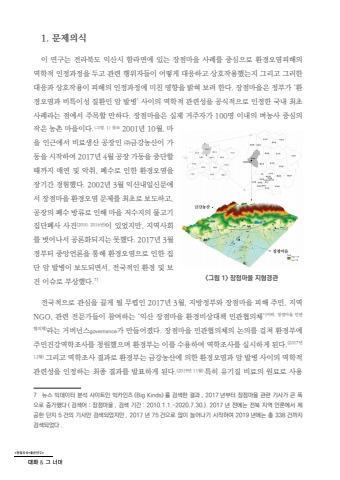 1. 문제의식
이 연구는 전라북도 익산시 함라면에 있는 장점마을 사례를 중심으로 환경오염피해의
역학적 인정과정을 두고 관련 행위자들이 어떻게 대응하고 상호작용했는지 그리고 그러한
대응과 상호작용이 피해의 인정과정에 미친 영향을 밝혀 보려 한다. 장점마을은 정부가 ‘환
경오염과 비특이성 질환인 암 발병’ 사이의 역학적 관련성을 공식적으로 인정한 국내 최초
사례라는 점에서 주목할 만하다. 장점마을은 실제 거주자가 100명 이내의 벼농사 중심의
작은 농촌 마을이다.(그림 1) 참조 2001년 10월, 마
을 인근에서 비료생산 공장인 ㈜금강농산이 가
동을 시작하여 2017년 4월 공장 가동을 중단할
때까지 매연 및 악취, 폐수로 인한 환경오염을
장기간 경험했다. 2002년 3월 익산내일신문에
서 장점마을 환경오염 문제를 최초로 보도하고,
공장의 폐수 방류로 인해 마을 저수지의 물고기
집단폐사 사건이 있었지만, 지역사회
를 벗어나서 공론화되지는 못했다. 2017년 3월
경부터 중앙언론을 통해 환경오염으로 인한 집
단 암 발병이 보도되면서, 전국적인 환경 및 보
건 이슈로 부상했다.7)
금강농산
장점마을
<그림 1> 장점마을 지형경관
전국적으로 관심을 끌게 될 무렵인 2017년 3월, 지방정부와 장점마을 피해 주민, 지역
NGO, 관련 전문가들이 참여하는 ‘익산 장점마을 환경비상대책 민관협의체’(이하, 장점마을 민관
협의체)라는 거버넌스governance가 만들어졌다. 장점마을 민관협의체의 논의를 걸쳐 환경부에
주민건강역학조사를 청원했으며 환경부는 이를 수용하여 역학조사를 실시하게 된다.(2017년
12월) 그리고 역학조사 결과로 환경부는 금강농산에 의한 환경오염과 암 발병 사이의 역학적
관련성을 인정하는 최종 결과를 발표하게 된다.(2019년 11월) 특히 유기질 비료의 원료로 사용
7 뉴스 빅데이터 분석 사이트인 빅카인즈(Big Kinds)를 검색한 결과, 2017년부터 장점마을 관련 기사가 큰 폭
으로 증가했다(검색어 : 장점마을, 검색 기간 : 2010.1.1.~2020.7.30.). 2017년 전에는 전북 지역 언론에서 제
공한 단지 5건의 기사만 검색되었지만, 2017년 75건으로 많이 늘어나기 시작하여 2019년에는 총 338건까지
검색되었다.
대화 & 그 너머